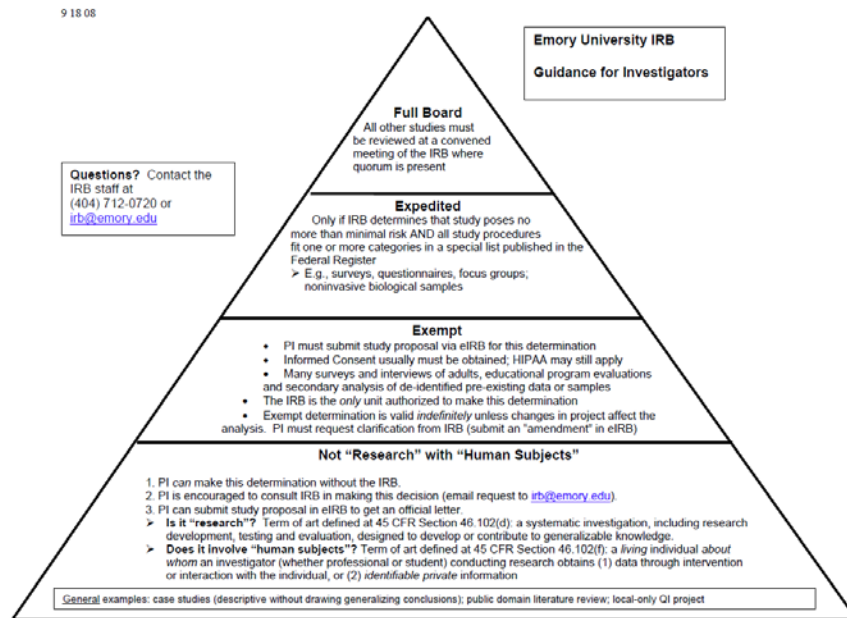 9 18 08
Emory University IRB
Guidance for Investigators
Full Board
All other studies must
be reviewed at a convened
meeting of the IRB where
quorum is present
Questions? Contact the
IRB staff at
(404) 712-0720 or
irb@emory.edu
Expedited
Only if IRB determines that study poses no
more than minimal risk AND all study procedures
fit one or more categories in a special list published in the
Federal Register
➢ E.g., surveys, questionnaires, focus groups;
noninvasive biological samples
Exempt
• PI must submit study proposal via eIRB for this determination
• Informed Consent usually must be obtained; HIPAA may still apply
• Many surveys and interviews of adults, educational program evaluations
and secondary analysis of de-identified pre-existing data or samples
• The IRB is the only unit authorized to make this determination
• Exempt determination is valid indefinitely unless changes in project affect the
analysis. PI must request clarification from IRB (submit an "amendment" in eIRB)
Not "Research" with "Human Subjects"
1. PI can make this determination without the IRB.
2. PI is encouraged to consult IRB in making this decision (email request to irb@emory.edu).
3. PI can submit study proposal in eIRB to get an official letter.
➢ Is it "research"? Term of art defined at 45 CFR Section 46.102(d): a systematic investigation, including research
development, testing and evaluation, designed to develop or contribute to generalizable knowledge.
➢ Does it involve "human subjects"? Term of art defined at 45 CFR Section 46.102(f): a living individual about
whom an investigator (whether professional or student) conducting research obtains (1) data through intervention
or interaction with the individual, or (2) identifiable private information
General examples: case studies (descriptive without drawing generalizing conclusions); public domain literature review; local-only QI project